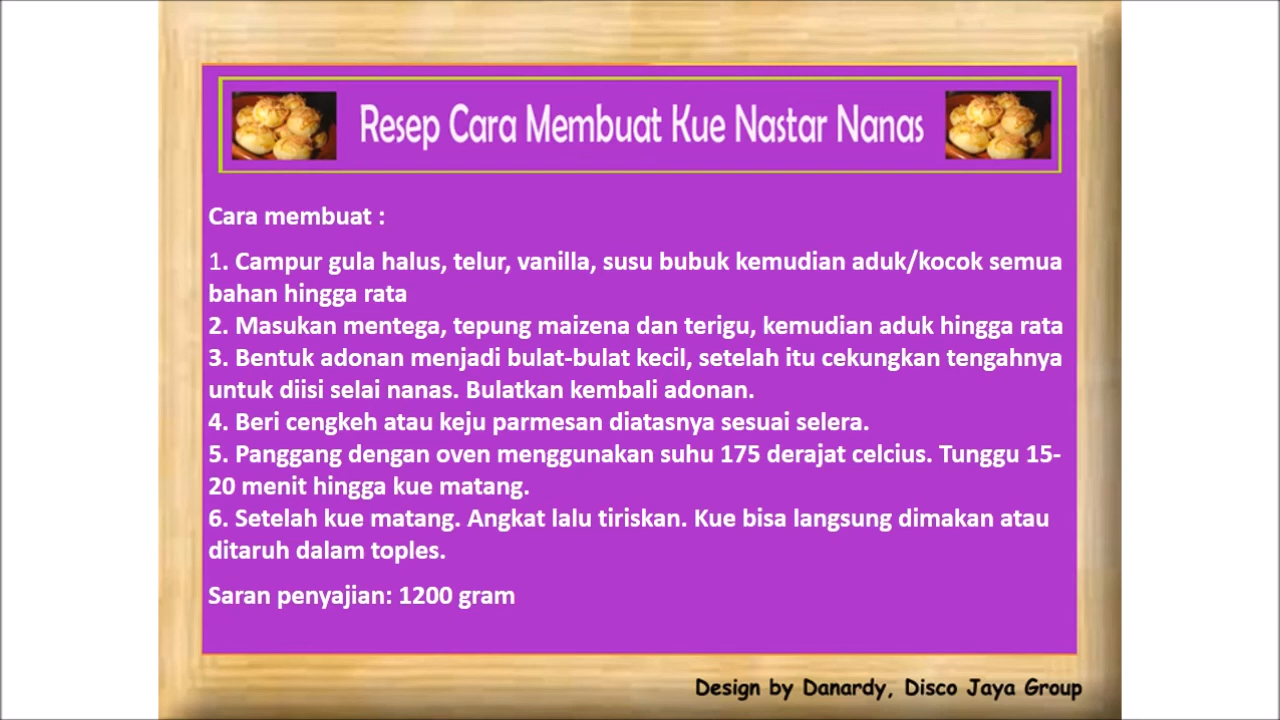 Resep Cara Membuat Kue Nastar Nanas
Cara membuat :
1. Campur gula halus, telur, vanilla, susu bubuk kemudian aduk/kocok semua
bahan hingga rata
2. Masukan mentega, tepung maizena dan terigu, kemudian aduk hingga rata
3. Bentuk adonan menjadi bulat-bulat kecil, setelah itu cekungkan tengahnya
untuk diisi selai nanas. Bulatkan kembali adonan.
4. Beri cengkeh atau keju parmesan diatasnya sesuai selera.
5. Panggang dengan oven menggunakan suhu 175 derajat celcius. Tunggu 15-
20 menit hingga kue matang.
6. Setelah kue matang. Angkat lalu tiriskan. Kue bisa langsung dimakan atau
ditaruh dalam toples.
Saran penyajian: 1200 gram
Design by Danardy, Disco Jaya Group